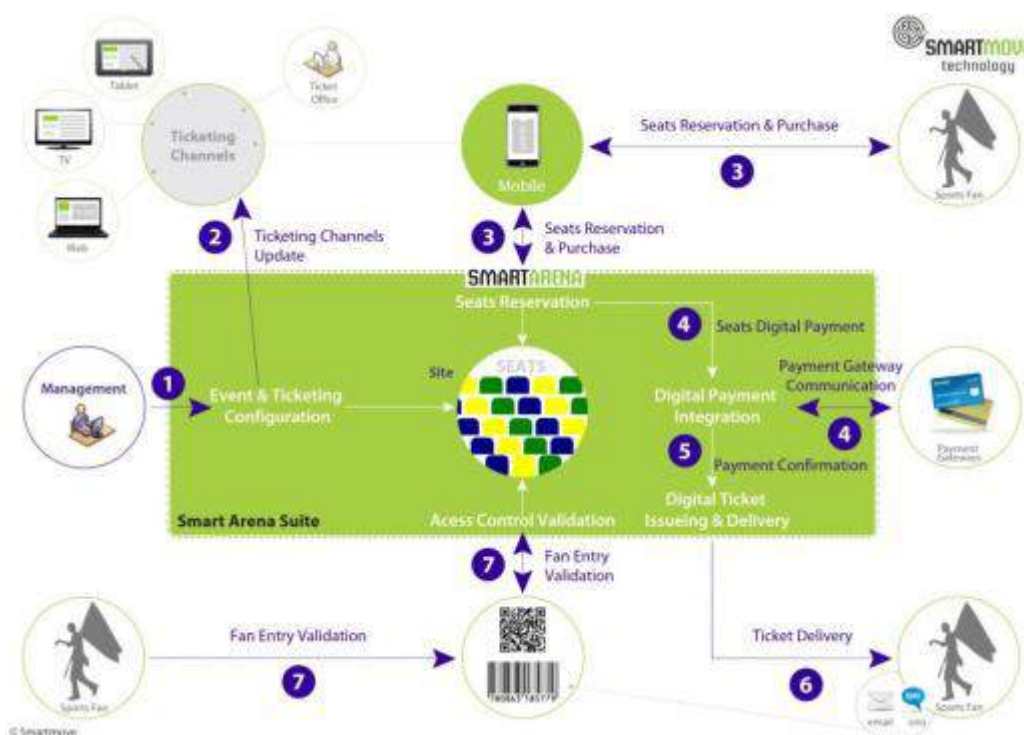 SMARTMOVE
technology
Tablet
Ticket
Office
TV
Web
Ticketing
Channels
Mobile
Seats Reservation & Purchase
3
Sports Fan
2
Ticketing Channels
Update
3
Seats Reservation
& Purchase
SMARTARENA
Seats Reservation
4
Seats Digital Payment
Management
1
Event & Ticketing
Configuration
Site
SEATS
Digital Payment
Integration
Payment Gateway
Communication
4
Payment
Gateways
5
Payment Confirmation
Digital Ticket
Issueing & Delivery
Smart Arena Suite
Acess Control Validation
7
Fan Entry
Validation
Sports Fan
Fan Entry Validation
7
Ticket Delivery
6
Sports Fan
email
© Smartmove